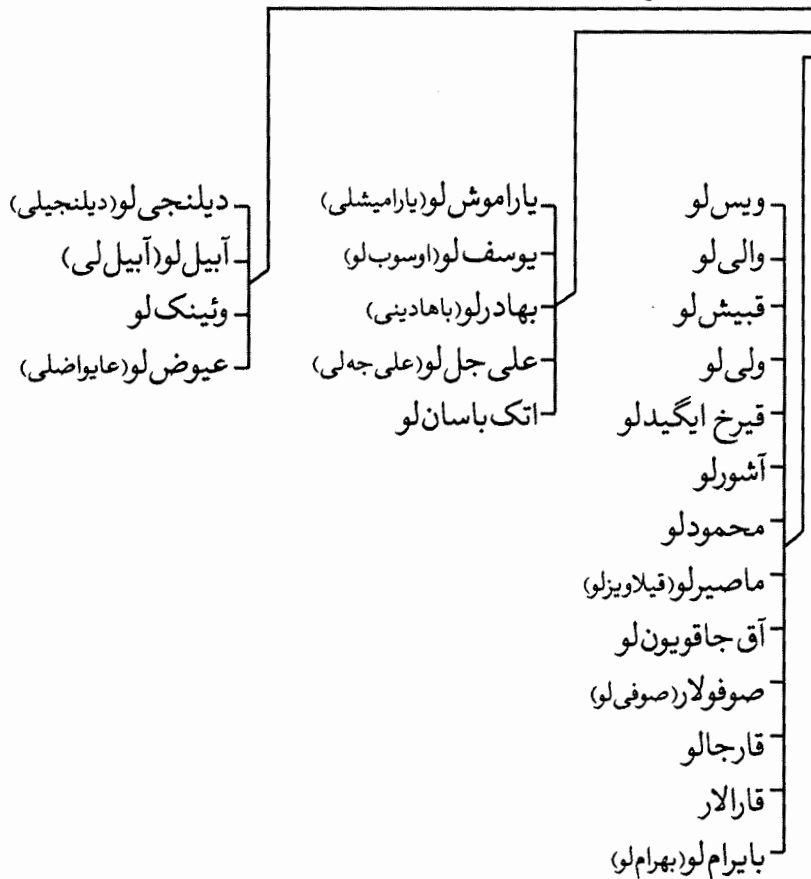 ویس‌لو
والی‌لو
قبیش‌لو
ولی‌لو
قیرخ ایگیدلو
آشورلو
محمودلو
ماصیرلو(قیلاویزلو)
آق‌جاقویون‌لو
صوفولار(صوفی‌لو)
قارجالو
قارالار
بایرام‌لو(بهرام‌لو)
یاراموش‌لو(یارامیشلی)
یوسف‌لو(اوسوب‌لو)
بهادرلو(باهادینی)
علی‌جل‌لو(علی‌جه‌لی)
اتک‌باسان‌لو
دیلنجی‌لو(دیلنجیلی)
آبیل‌لو(آبیل‌لی)
وئینک‌لو
عیوض‌لو(عایواضلی)